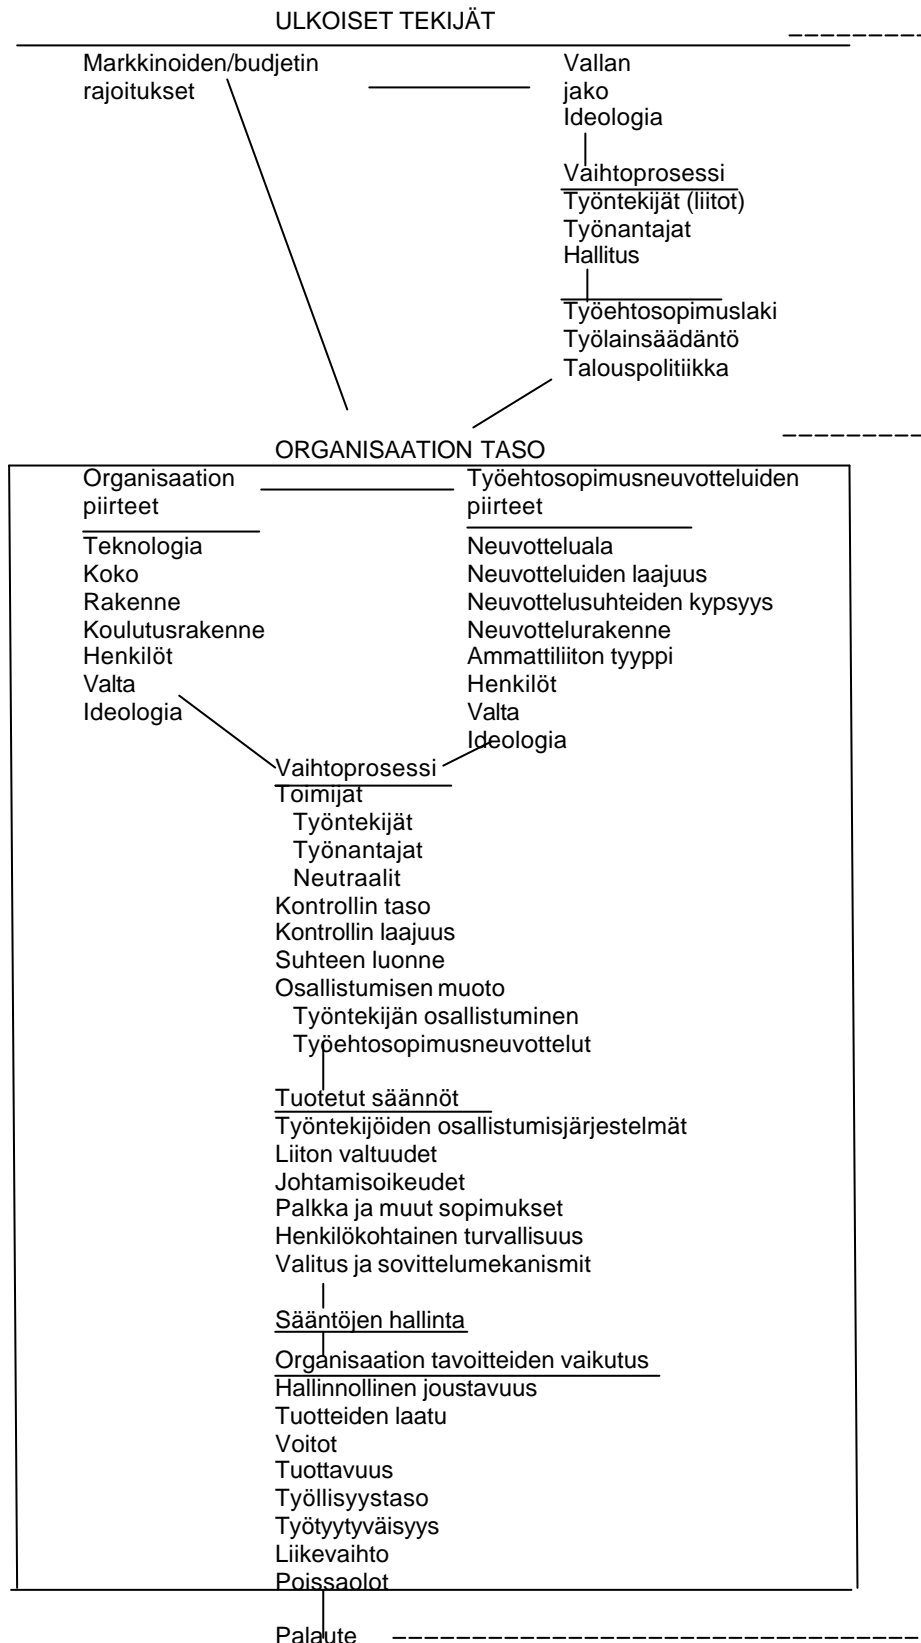 ULKOISET TEKIJÄT
Markkinoiden/budjetin
rajoitukset
Vallan
jako
Ideologia
Vaihtoprosessi
Työntekijät (liitot)
Työnantajat
Hallitus
Työehtosopimuslaki
Työlainsäädäntö
Talouspolitiikka
ORGANISAATION TASO
Organisaation
piirteet
Teknologia
Koko
Rakenne
Koulutusrakenne
Henkilöt
Valta
Ideologia
Työehtosopimusneuvotteluiden
piirteet
Neuvotteluala
Neuvotteluiden laajuus
Neuvottelusuhteiden kypsyys
Neuvottelurakenne
Ammattiliiton tyyppi
Henkilöt
Valta
Ideologia
Vaihtoprosessi
Toimijat
Työntekijät
Työnantajat
Neutraalit
Kontrollin taso
Kontrollin laajuus
Suhteen luonne
Osallistumisen muoto
Työntekijän osallistuminen
Työehtosopimusneuvottelut
Tuotetut säännöt
Työntekijöiden osallistumisjärjestelmät
Liiton valtuudet
Johtamisoikeudet
Palkka ja muut sopimukset
Henkilökohtainen turvallisuus
Valitus ja sovittelumekanismit
Sääntöjen hallinta
Organisaation tavoitteiden vaikutus
Hallinnollinen joustavuus
Tuotteiden laatu
Voitot
Tuottavuus
Työllisyystaso
Työtyytyväisyys
Liikevaihto
Poissaolot
Palaute